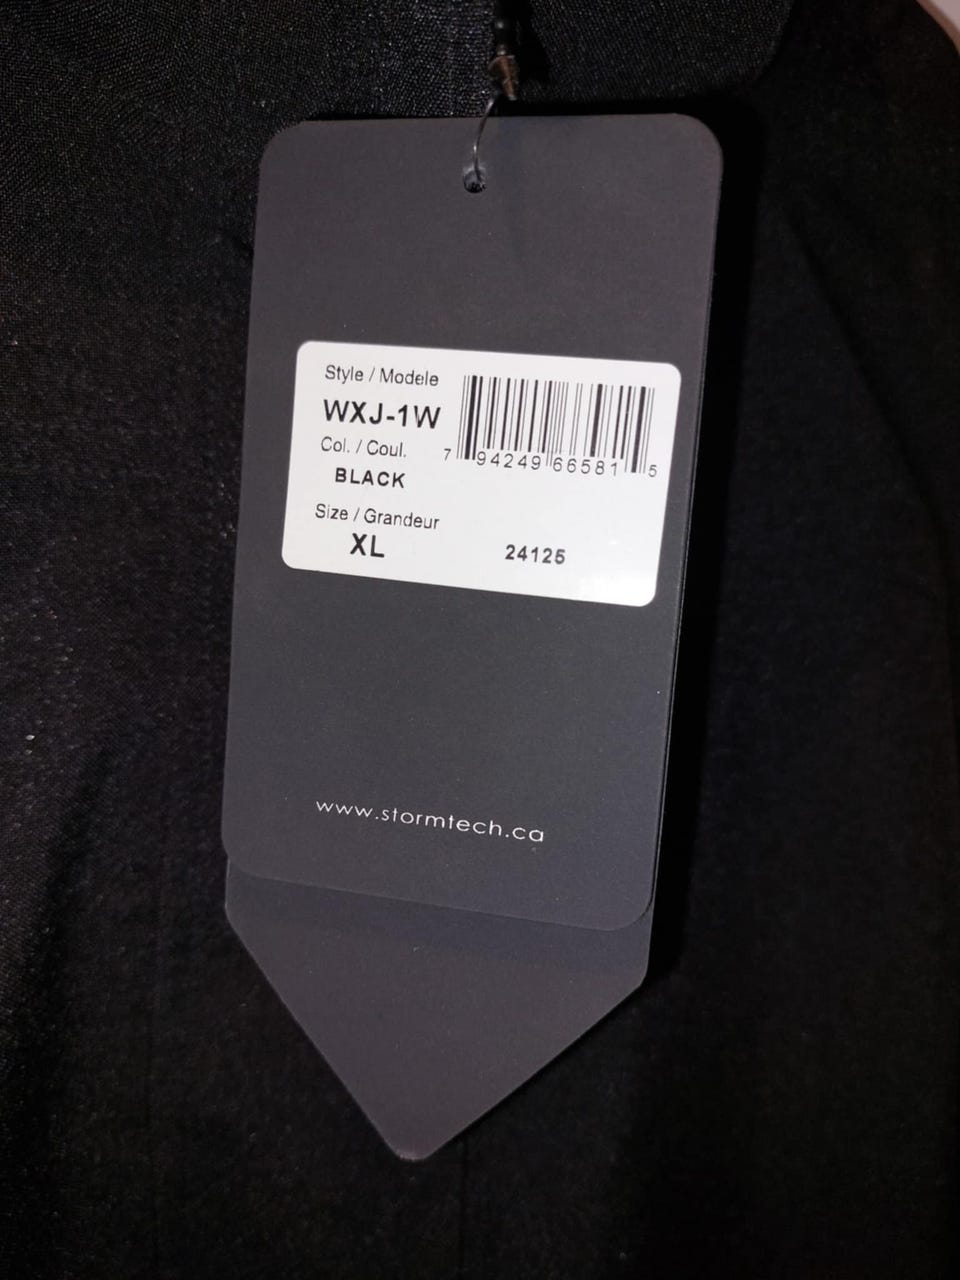 Style / Modele
WXJ-1W
Col. / Coul.
BLACK
7 94249 66581 5
Size / Grandeur
XL
24125
www.stormtech.ca